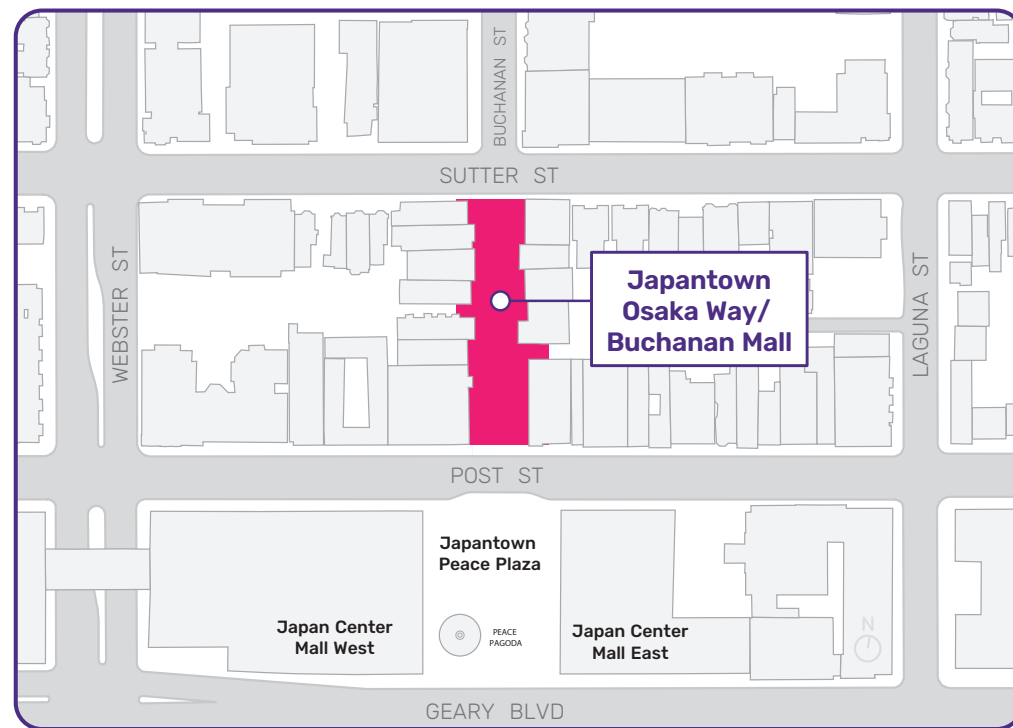 BUCHANAN ST
SUTTER ST
WEBSTER ST
Japantown
Osaka Way/
Buchanan Mall
LAGUNA ST
POST ST
Japantown
Peace Plaza
Japan Center
Mall West
PEACE
PAGODA
Japan Center
Mall East
N
GEARY BLVD